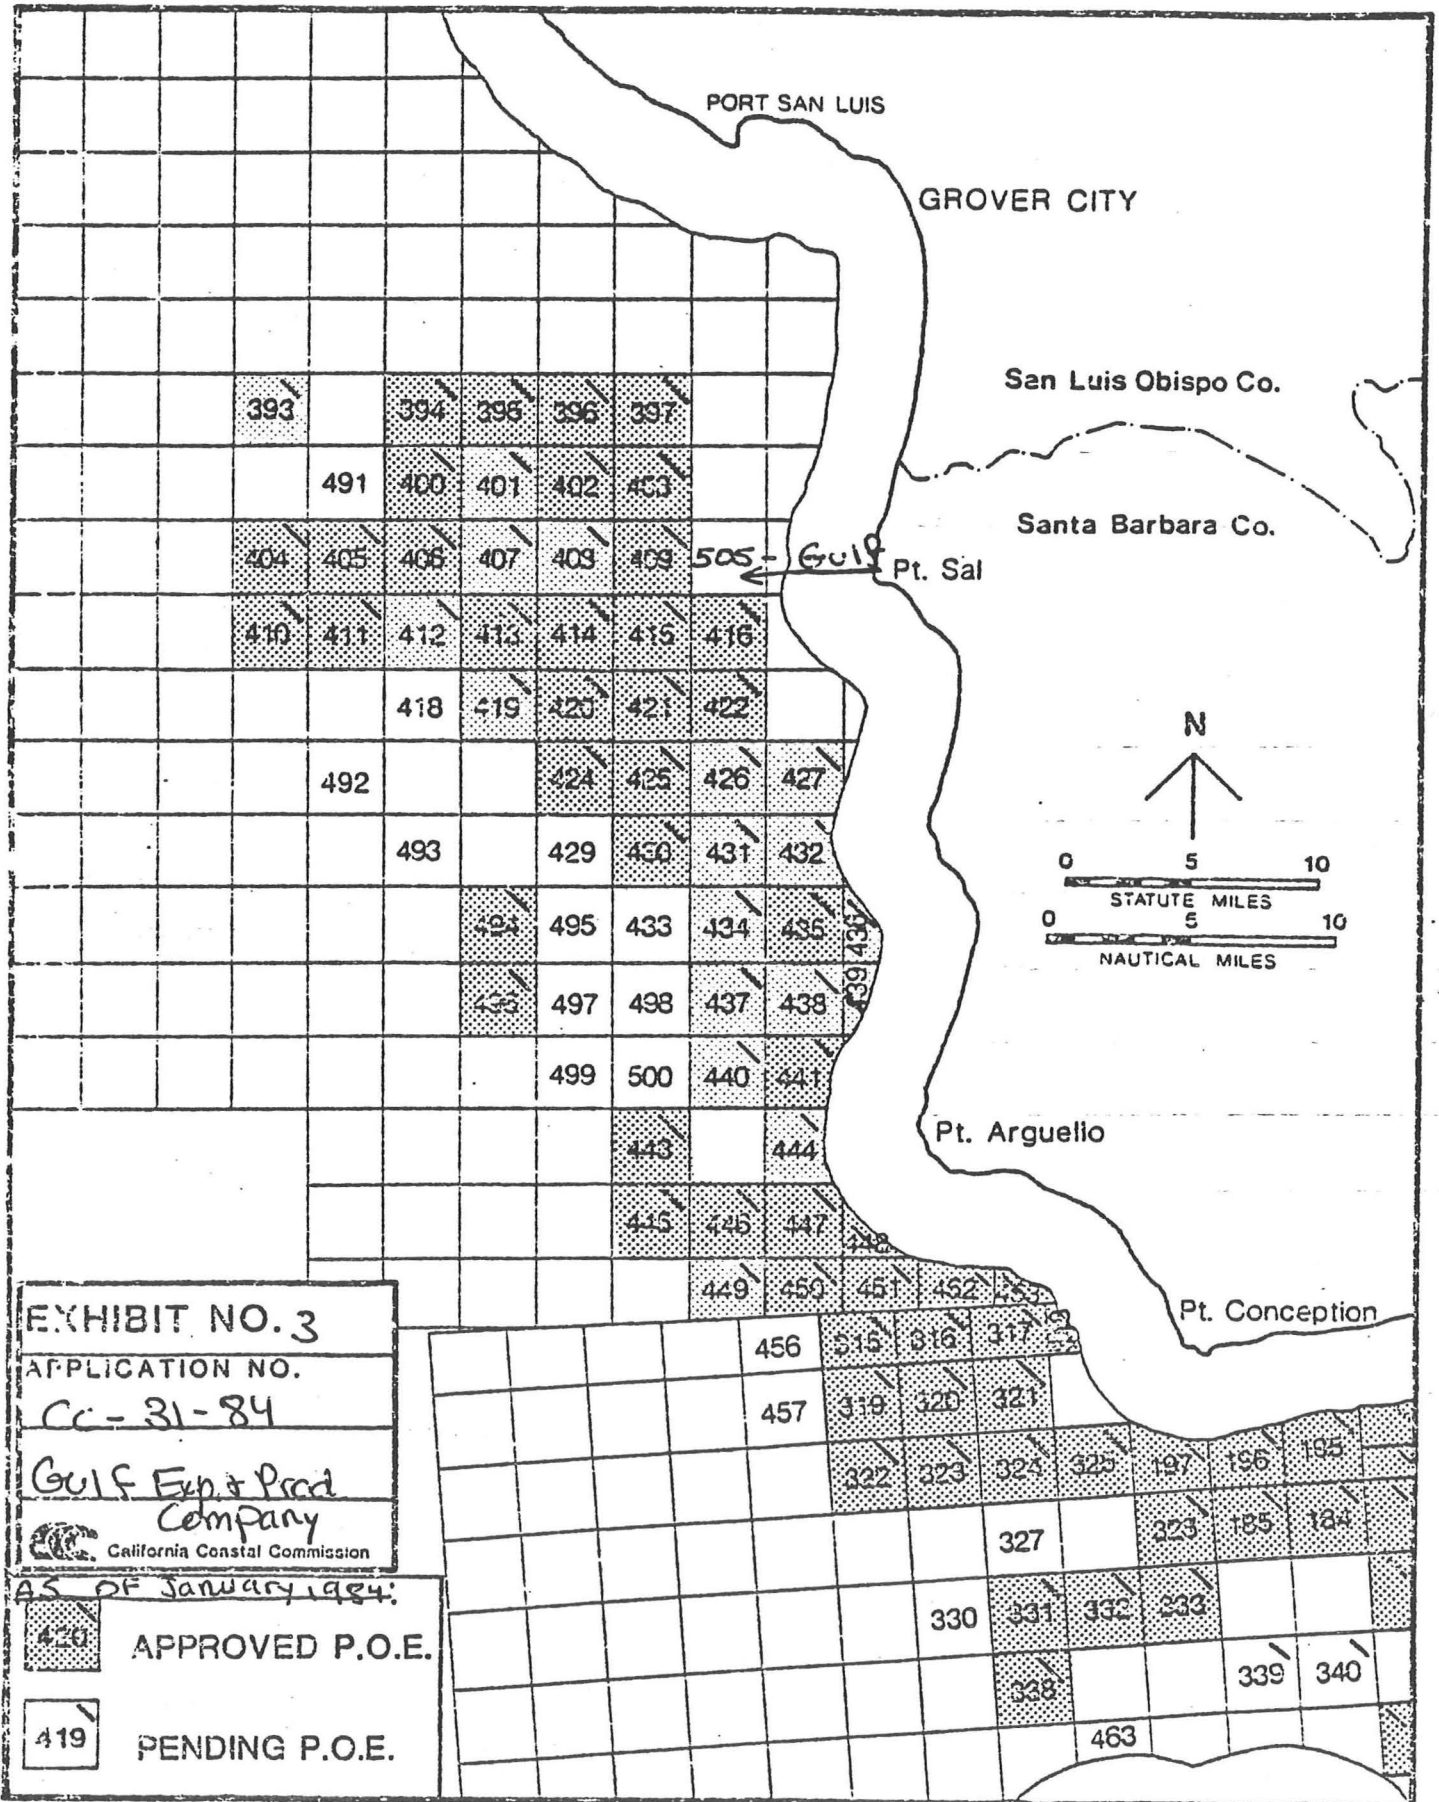 PORT SAN LUIS
GROVER CITY
San Luis Obispo Co.
Santa Barbara Co.
393 394 395 396 397
491 400 401 402 403
404 405 406 407 408 409 505 - Gulf
Pt. Sal
410 411 412 413 414 415 416
418 419 420 421 422
N
492 424 425 426 427
493 429 430 431 432
0 5 10
STATUTE MILES
0 5 10
NAUTICAL MILES
494 495 433 434 435 436
497 498 437 438 439
499 500 440 441
Pt. Arguello
443 444
445 446 447 448
449 450 451 452 453
Pt. Conception
456 315 316 317
457 319 320 321
322 323 324 325 197 196 195
327 185 184
330 331 332 333
338 339 340
463
EXHIBIT NO. 3
APPLICATION NO.
CC - 31-84
Gulf Exp. & Prod
Company
California Coastal Commission
AS OF January, 1984:
420 APPROVED P.O.E.
419 PENDING P.O.E.